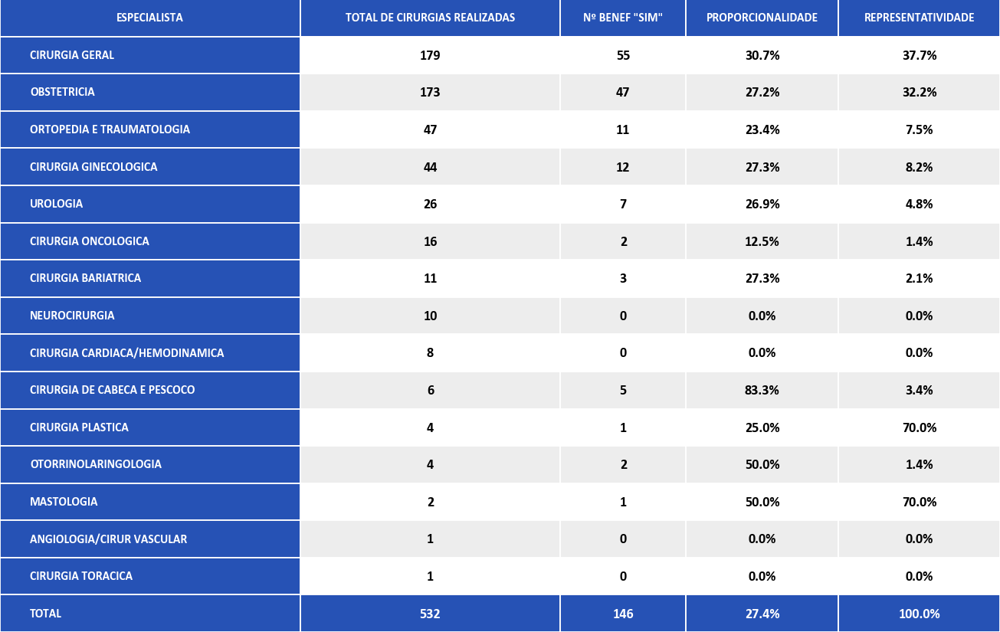 ESPECIALISTA TOTAL DE CIRURGIAS REALIZADAS Nº BENEF "SIM" PROPORCIONALIDADE REPRESENTATIVIDADE
CIRURGIA GERAL 179 55 30.7% 37.7%
OBSTETRICIA 173 47 27.2% 32.2%
ORTOPEDIA E TRAUMATOLOGIA 47 11 23.4% 7.5%
CIRURGIA GINECOLOGICA 44 12 27.3% 8.2%
UROLOGIA 26 7 26.9% 4.8%
CIRURGIA ONCOLOGICA 16 2 12.5% 1.4%
CIRURGIA BARIATRICA 11 3 27.3% 2.1%
NEUROCIRURGIA 10 0 0.0% 0.0%
CIRURGIA CARDIACA/HEMODINAMICA 8 0 0.0% 0.0%
CIRURGIA DE CABECA E PESCOCO 6 5 83.3% 3.4%
CIRURGIA PLASTICA 4 1 25.0% 70.0%
OTORRINOLARINGOLOGIA 4 2 50.0% 1.4%
MASTOLOGIA 2 1 50.0% 70.0%
ANGIOLOGIA/CIRUR VASCULAR 1 0 0.0% 0.0%
CIRURGIA TORACICA 1 0 0.0% 0.0%
TOTAL 532 146 27.4% 100.0%